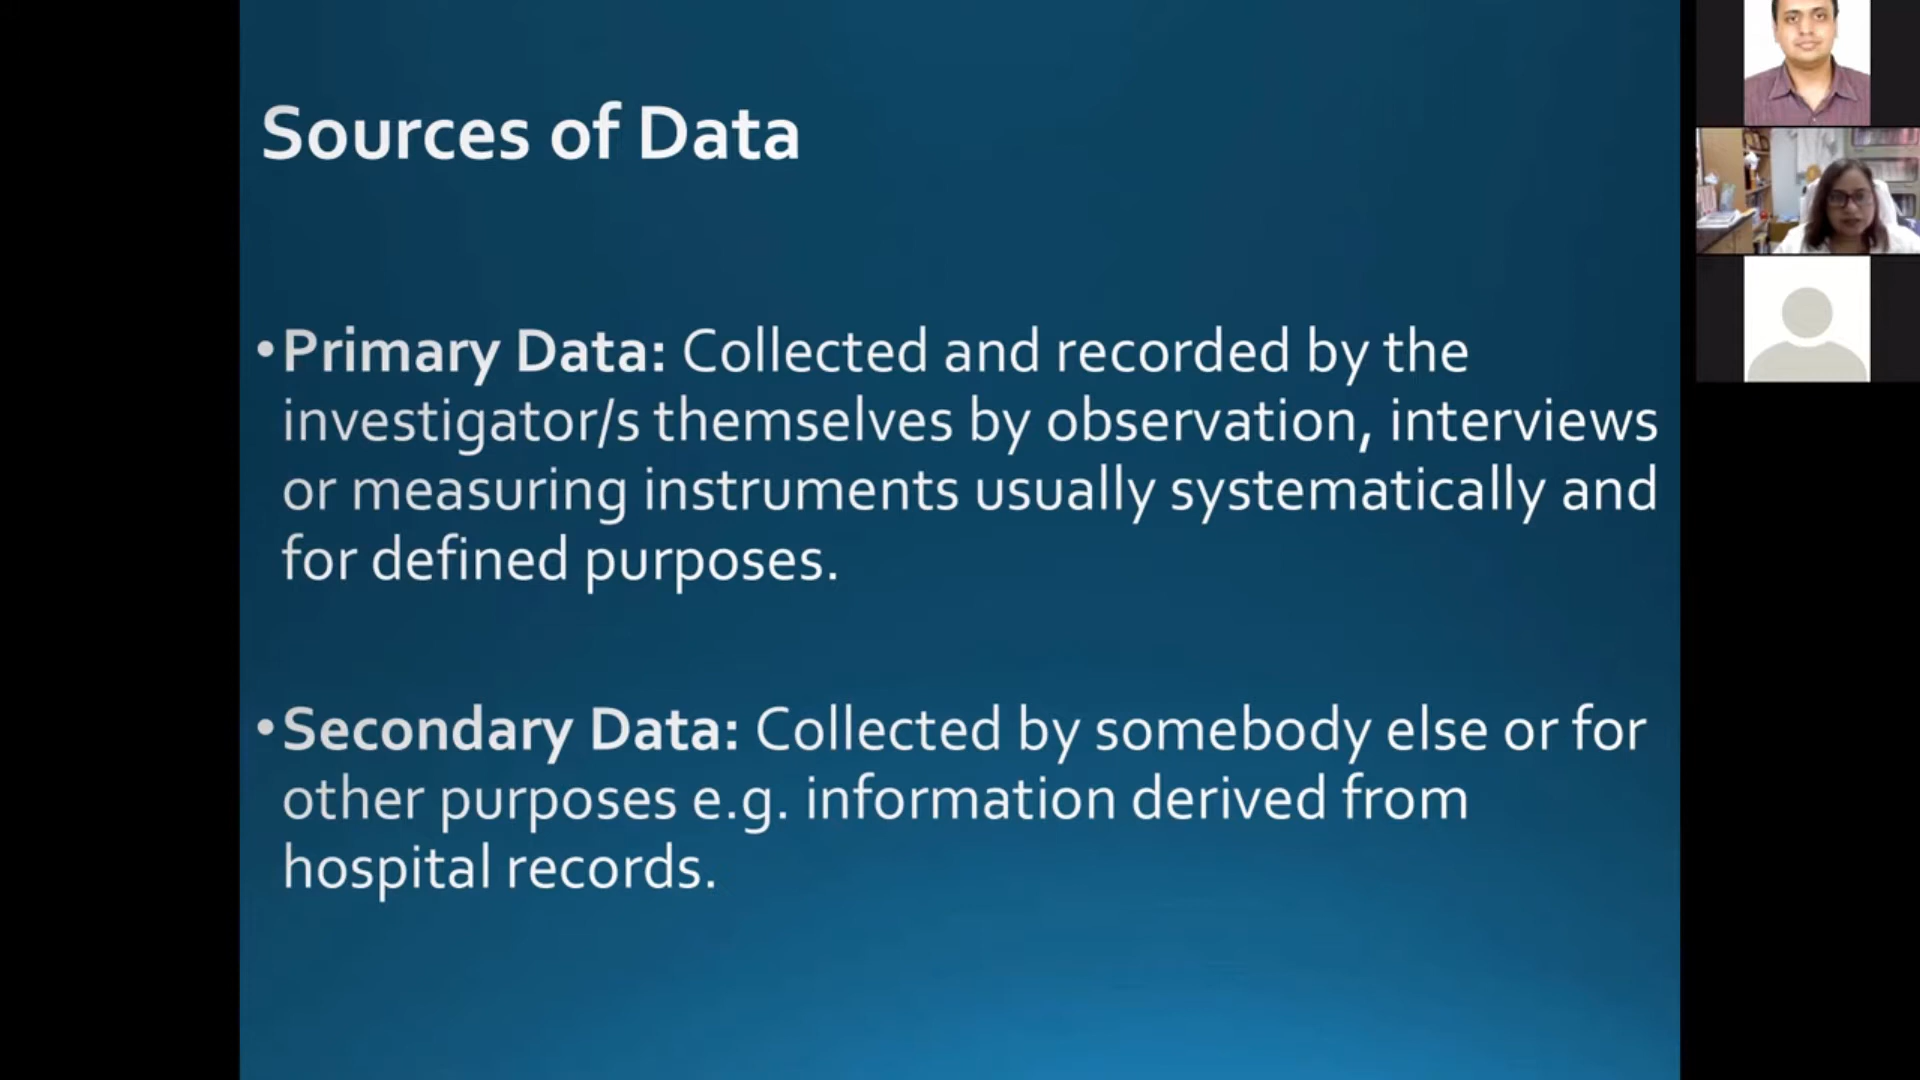 Sources of Data
•Primary Data: Collected and recorded by the
investigator/s themselves by observation, interviews
or measuring instruments usually systematically and
for defined purposes.
•Secondary Data: Collected by somebody else or for
other purposes e.g. information derived from
hospital records.